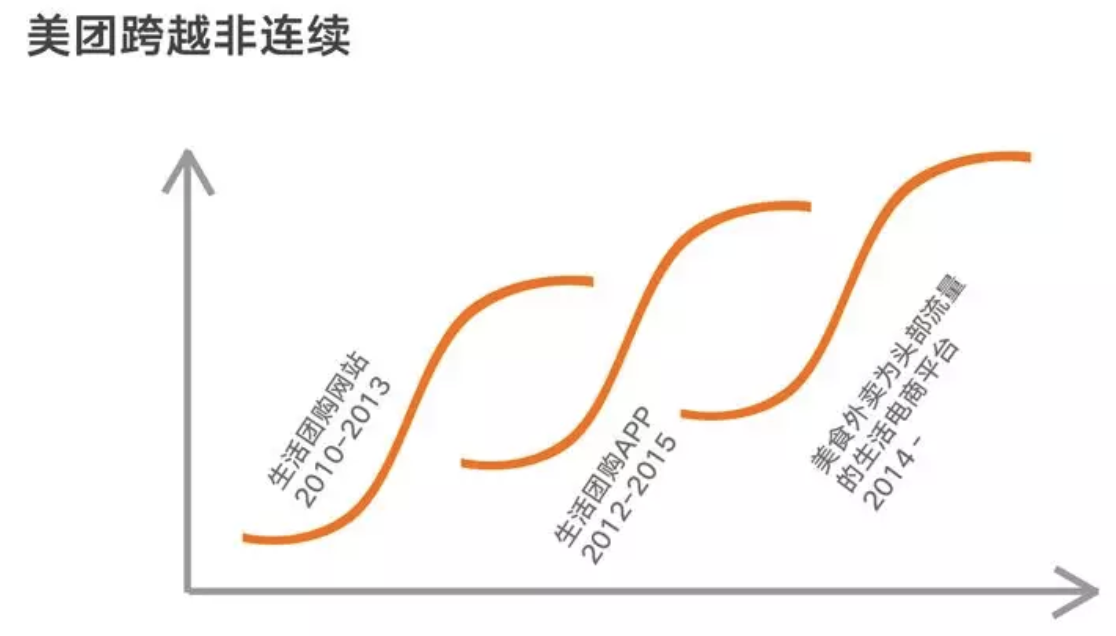 美团跨越非连续
生活团购网站
2010-2013
生活团购APP
2012-2015
美食外卖为头部流量
的生活电商平台
2014-